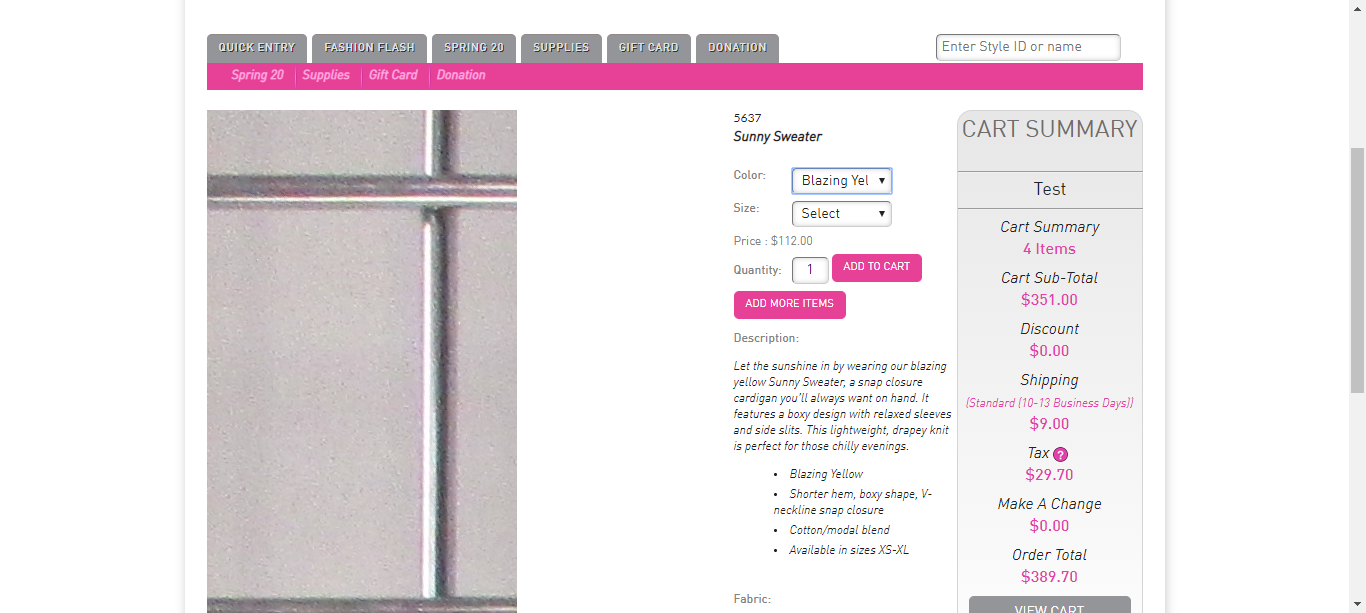 QUICK ENTRY
FASHION FLASH
SPRING 20
SUPPLIES
GIFT CARD
DONATION
Enter Style ID or name
Spring 20
Supplies
Gift Card
Donation
5637
Sunny Sweater
Color:
Blazing Yel
Size:
Select
Price : $112.00
Quantity:
1
ADD TO CART
ADD MORE ITEMS
Description:
Let the sunshine in by wearing our blazing
yellow Sunny Sweater, a snap closure
cardigan you'll always want on hand. It
features a boxy design with relaxed sleeves
and side slits. This lightweight, drapey knit
is perfect for those chilly evenings.
• Blazing Yellow
• Shorter hem, boxy shape, V-
neckline snap closure
• Cotton/modal blend
• Available in sizes XS-XL
Fabric:
CART SUMMARY
Test
Cart Summary
4 Items
Cart Sub-Total
$351.00
Discount
$0.00
Shipping
(Standard (10-13 Business Days))
$9.00
Tax ?
$29.70
Make A Change
$0.00
Order Total
$389.70
VIEW CART